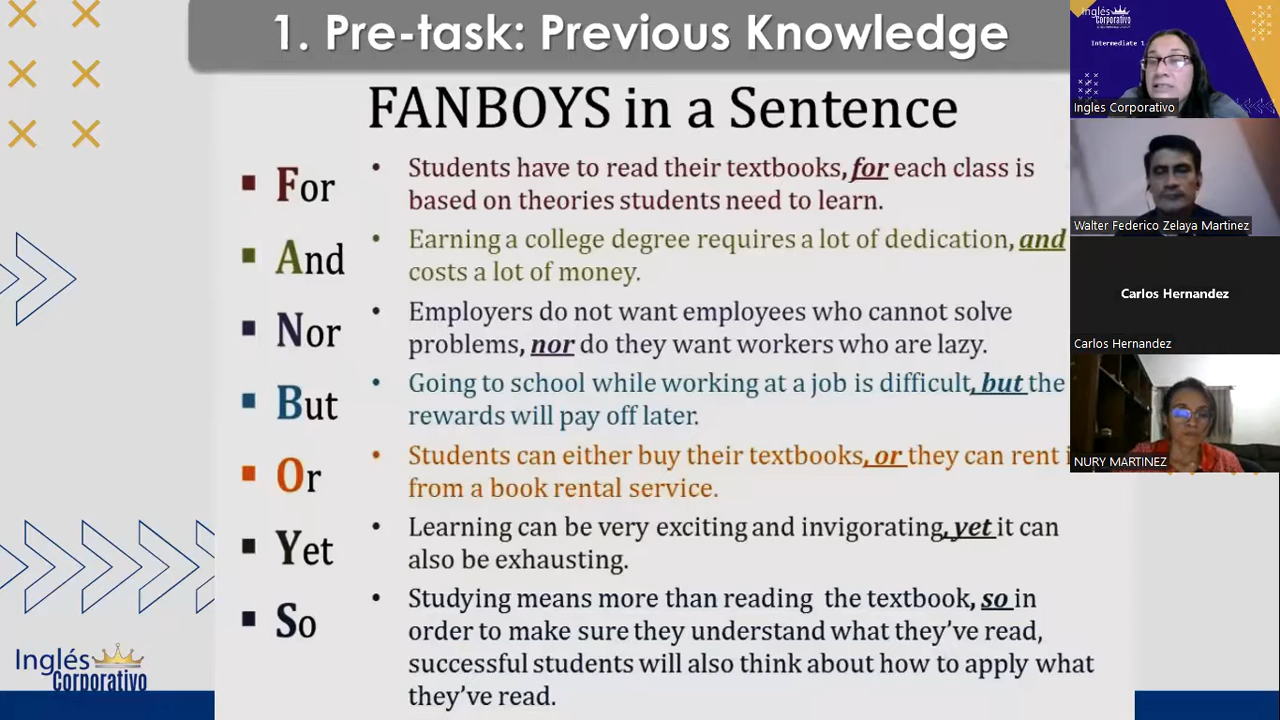 1. Pre-task: Previous Knowledge
FANBOYS in a Sentence
For
Students have to read their textbooks, for each class is
based on theories students need to learn.
And
Earning a college degree requires a lot of dedication, and
costs a lot of money.
Nor
Employers do not want employees who cannot solve
problems, nor do they want workers who are lazy.
But
Going to school while working at a job is difficult, but the
rewards will pay off later.
Or
Students can either buy their textbooks, or they can rent
from a book rental service.
Yet
Learning can be very exciting and invigorating, yet it can
also be exhausting.
So
Studying means more than reading the textbook, so in
order to make sure they understand what they've read,
successful students will also think about how to apply what
they've read.
Inglés
Corporativo
Inglés
Corporativo
Intermediate 1
Ingles Corporativo
Walter Federico Zelaya Martinez
Carlos Hernandez
Carlos Hernandez
NURY MARTINEZ